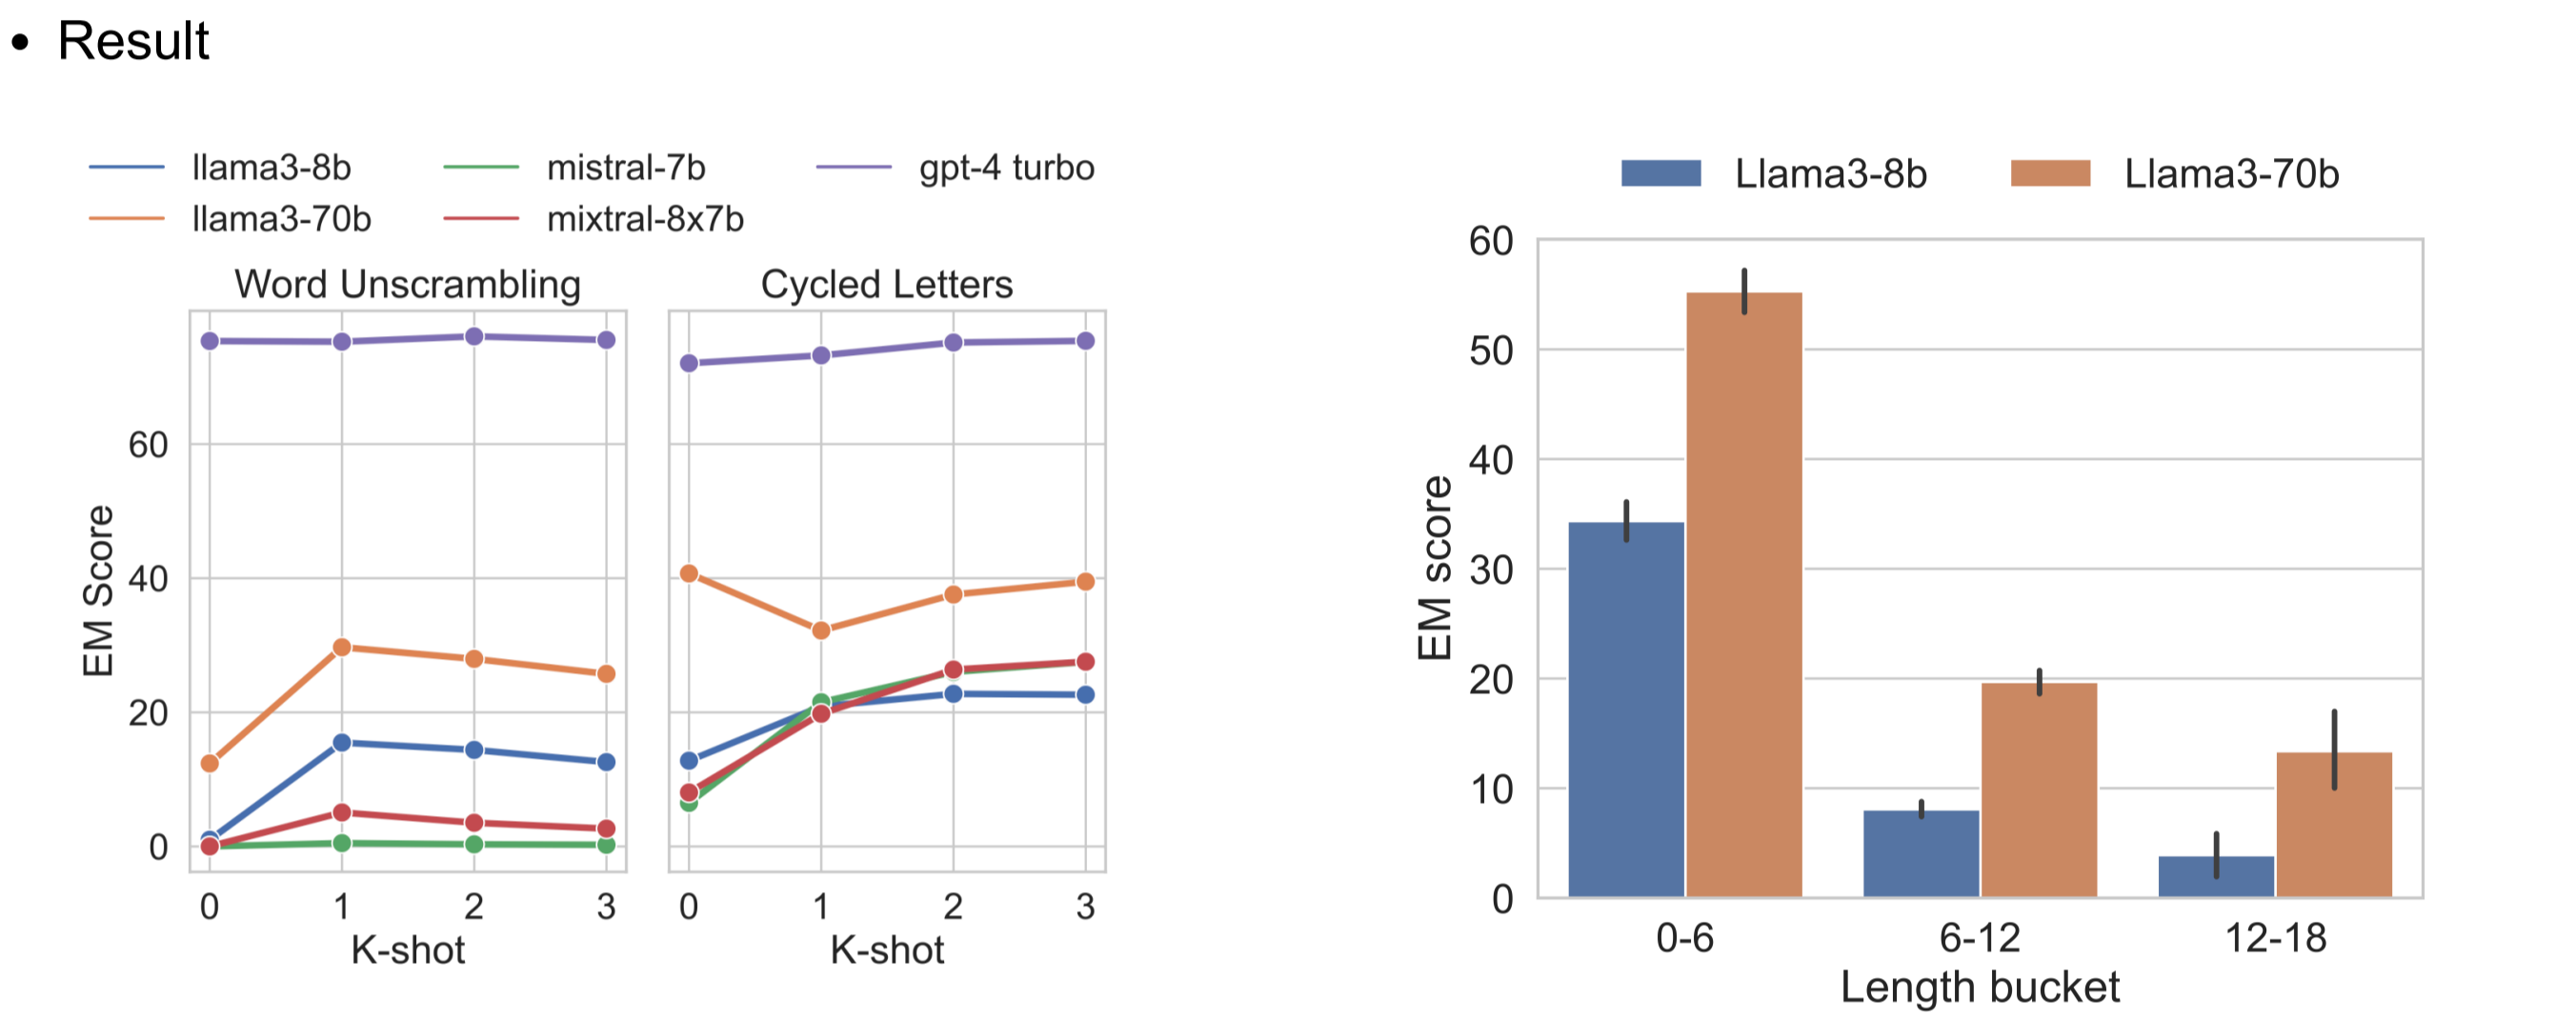 • Result
llama3-8b
mistral-7b
gpt-4 turbo
llama3-70b
mixtral-8x7b
Word Unscrambling
Cycled Letters
EM Score
60
40
20
0
0 1 2 3
0 1 2 3
K-shot
K-shot
Llama3-8b
Llama3-70b
EM score
60
50
40
30
20
10
0
0-6
6-12
12-18
Length bucket